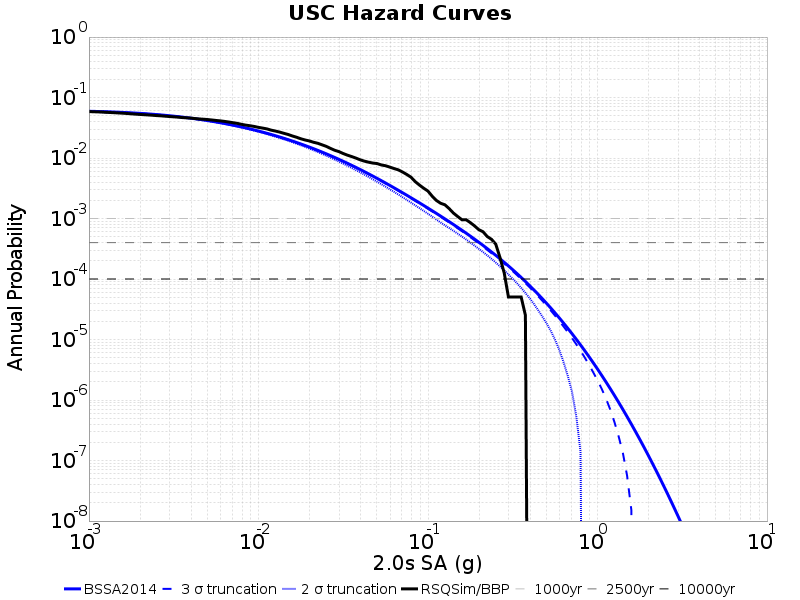 USC Hazard Curves
10^0
10^-1
10^-2
10^-3
10^-4
10^-5
10^-6
10^-7
10^-8
Annual Probability
10^-3 10^-2 10^-1 10^0 10^1
2.0s SA (g)
BSSA2014 3 σ truncation 2 σ truncation RSQSim/BBP 1000yr 2500yr 10000yr